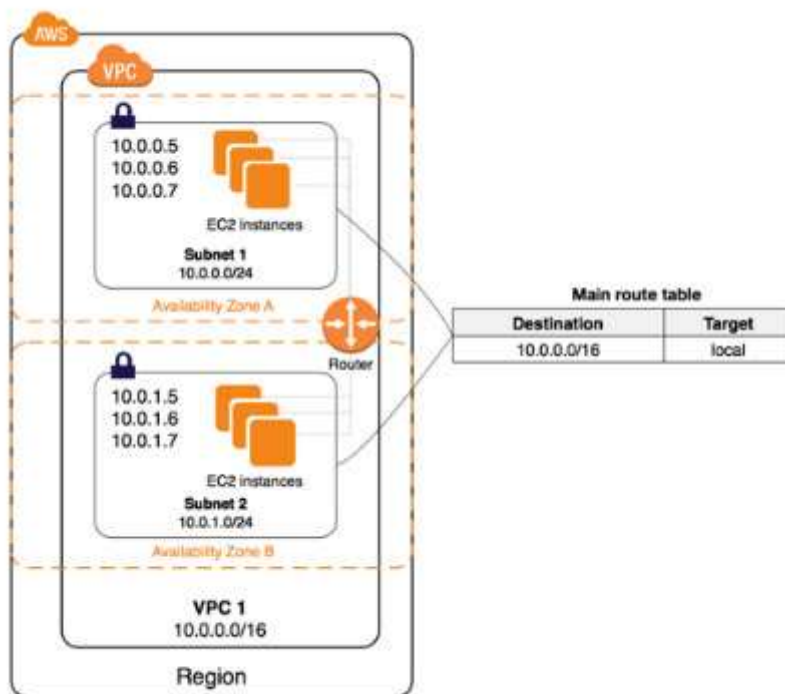 AWS
VPC
10.0.0.5
10.0.0.6
10.0.0.7
EC2 instances
Subnet 1
10.0.0.0/24
Availability Zone A
Router
10.0.1.5
10.0.1.6
10.0.1.7
EC2 instances
Subnet 2
10.0.1.0/24
Availability Zone B
VPC 1
10.0.0.0/16
Region
Main route table
Destination Target
10.0.0.0/16 local